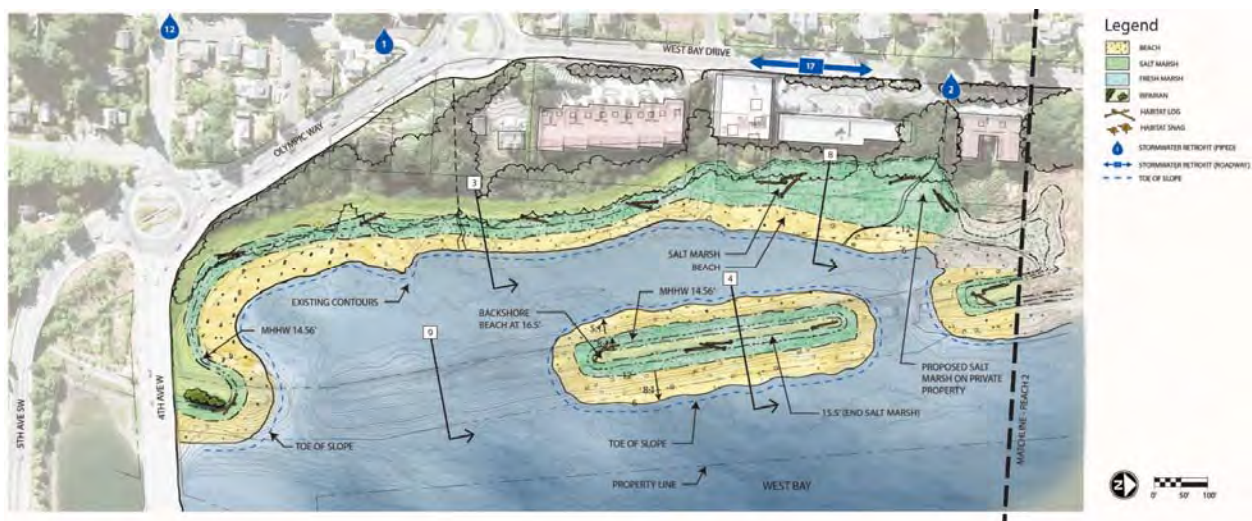 12
1
WEST BAY DRIVE
17
2
OLYMPIC WAY
3
8
SALT MARSH
BEACH
4
MHHW 14.56'
EXISTING CONTOURS
BACKSHORE
BEACH AT 16.5'
9
MHHW 14.56'
5:1
8:1
PROPOSED SALT
MARSH ON PRIVATE
PROPERTY
15.5' (END SALT MARSH)
TOE OF SLOPE
TOE OF SLOPE
5TH AVE SW
4TH AVE W
PROPERTY LINE
WEST BAY
MATCHLINE - REACH 2
Legend
BEACH
SALT MARSH
FRESH MARSH
RIPARIAN
HABITAT LOG
HABITAT SNAG
STORMWATER RETROFIT (PIPED)
STORMWATER RETROFIT (ROADWAY)
TOE OF SLOPE
N
0' 50' 100'